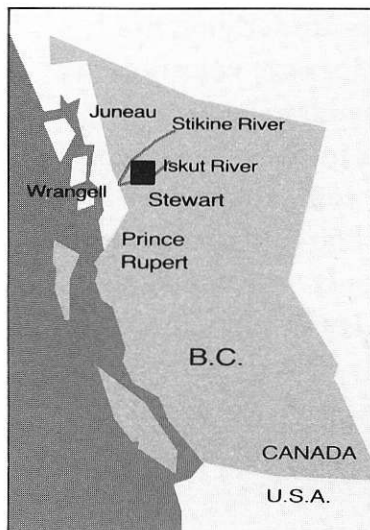 Juneau
Stikine River
Iskut River
Wrangell
Stewart
Prince
Rupert
B.C.
CANADA
U.S.A.